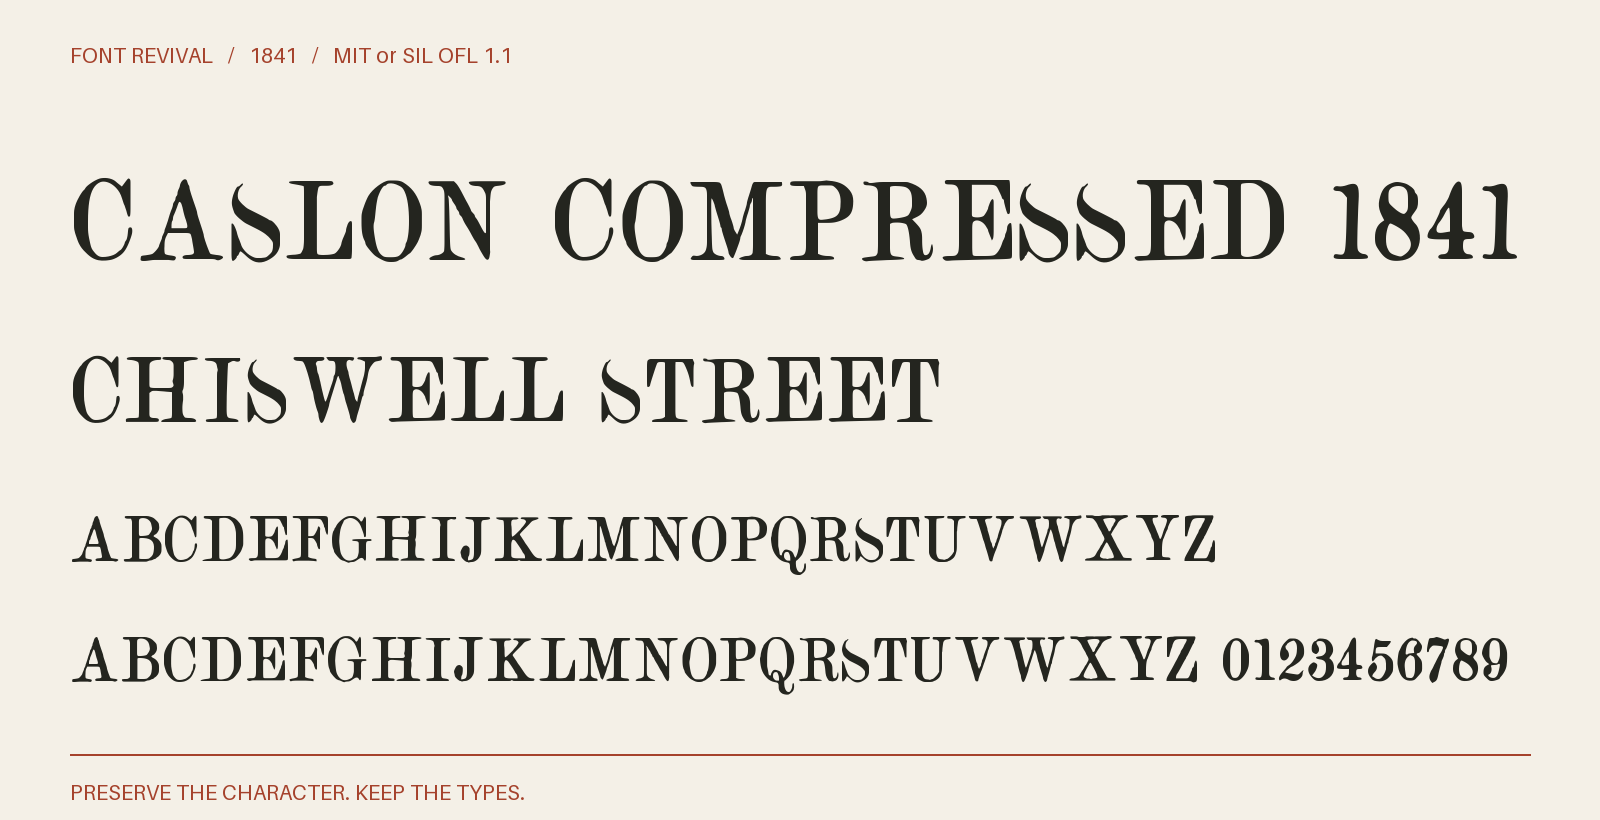 FONT REVIVAL / 1841 / MIT or SIL OFL 1.1
CASLON COMPRESSED 1841
CHISWELL STREET
ABCDEFGHIJKLMNOPQRSTUVWXYZ
ABCDEFGHIJKLMNOPQRSTUVWXYZ 0123456789
PRESERVE THE CHARACTER. KEEP THE TYPES.